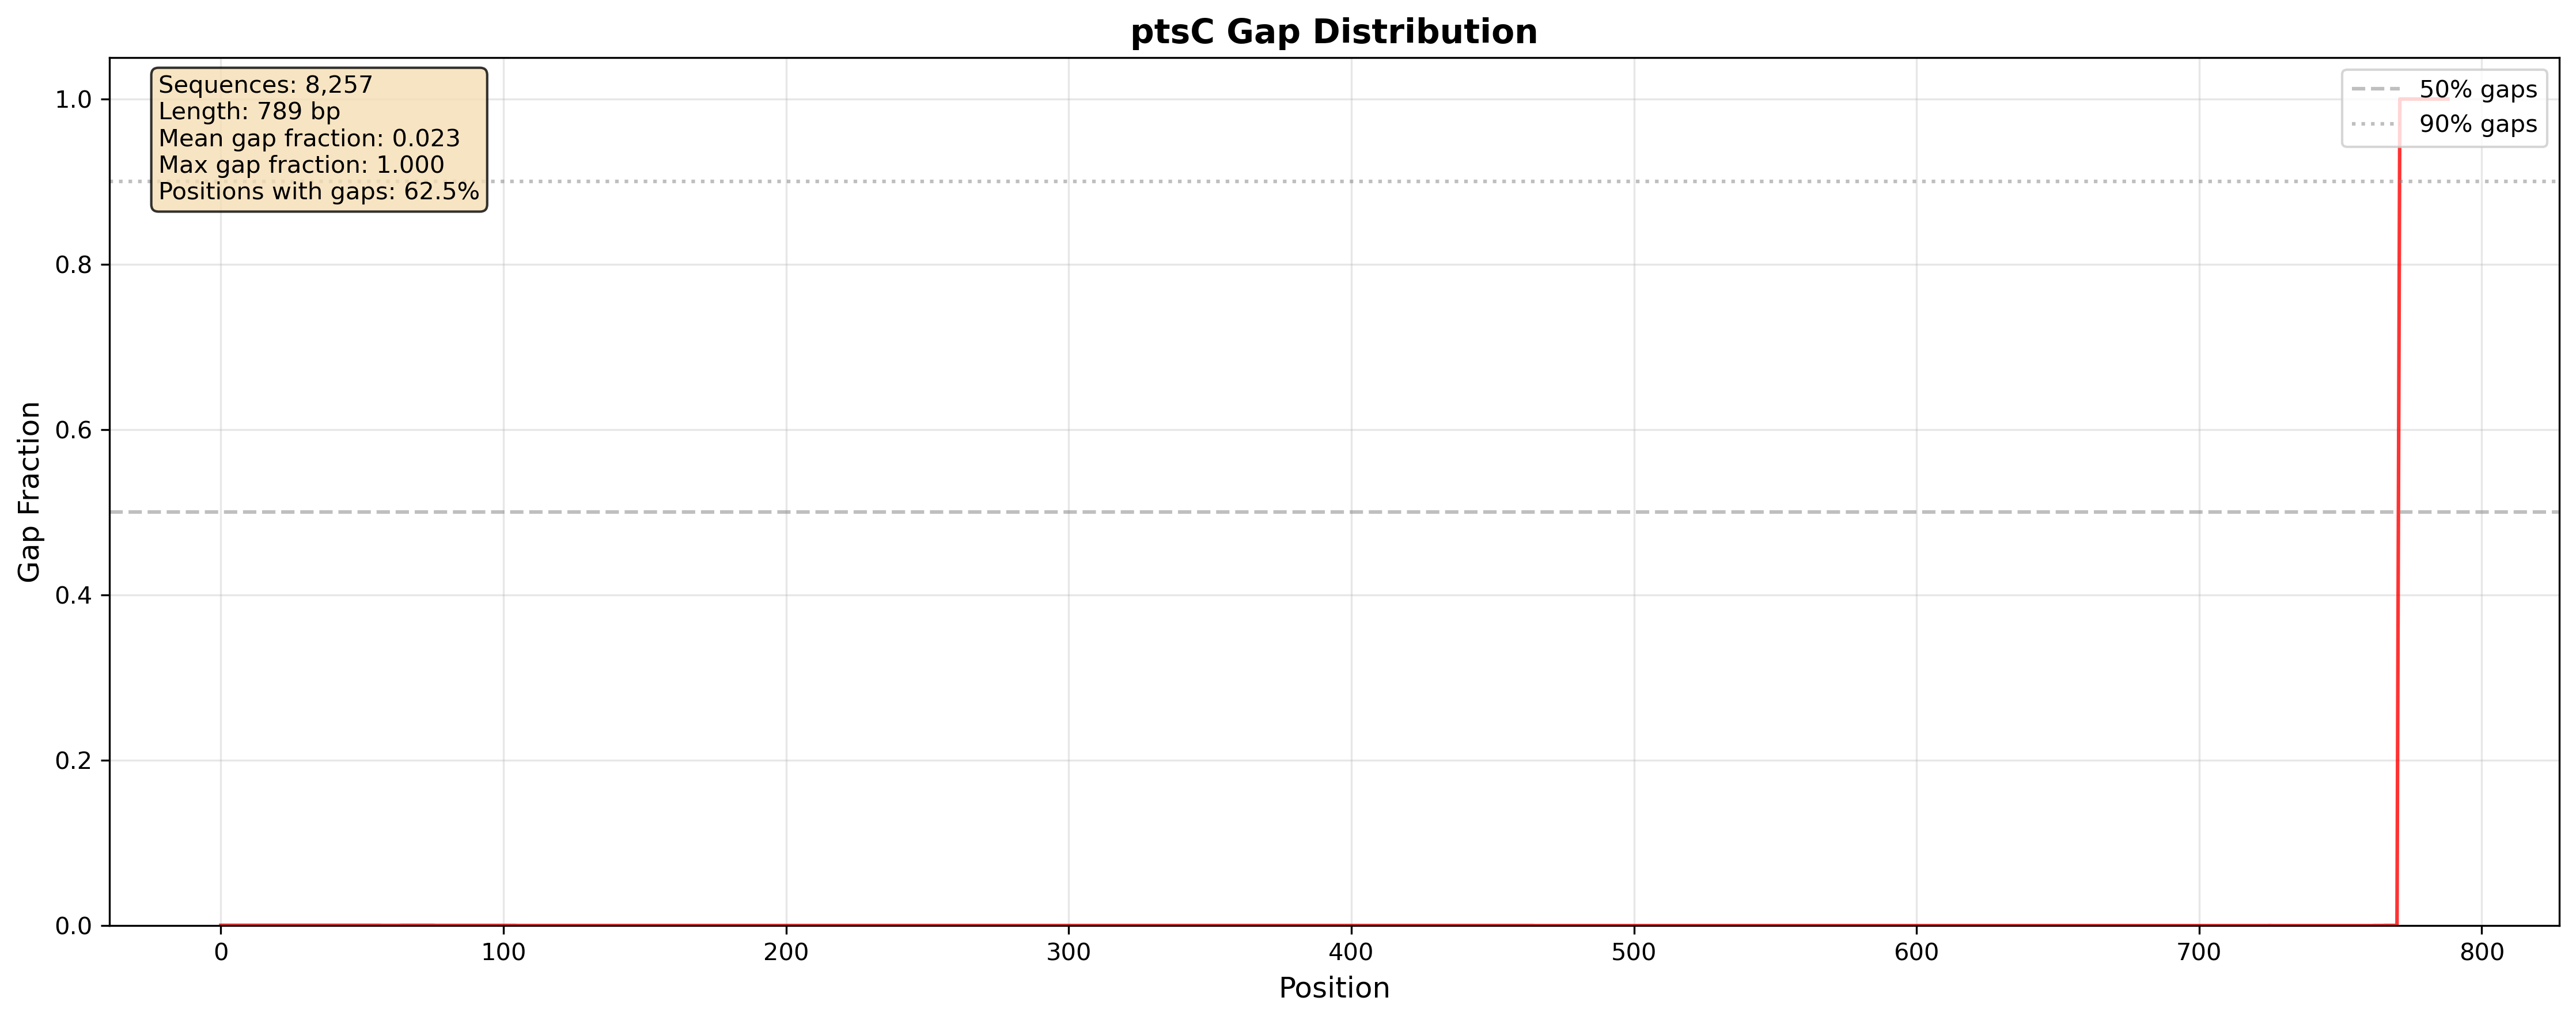 ptsC Gap Distribution
Sequences: 8,257
Length: 789 bp
Mean gap fraction: 0.023
Max gap fraction: 1.000
Positions with gaps: 62.5%
50% gaps
90% gaps
Gap Fraction
1.0
0.8
0.6
0.4
0.2
0.0
0 100 200 300 400 500 600 700 800
Position